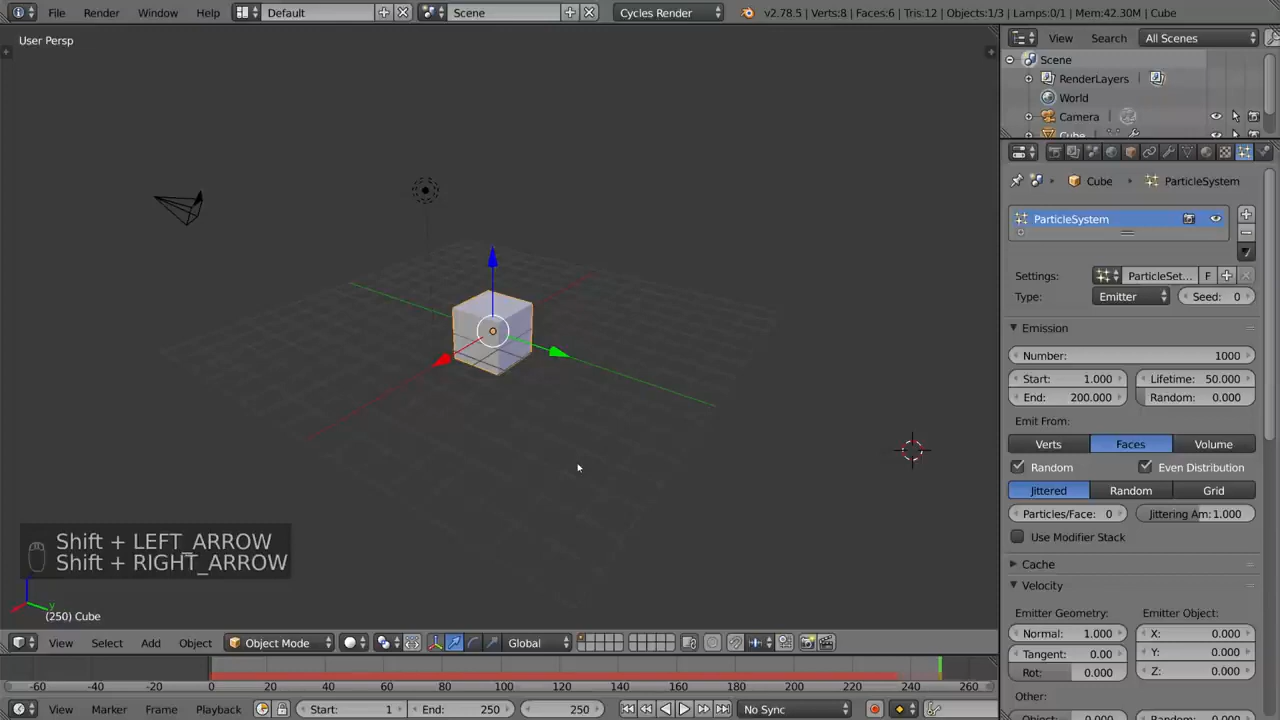 File Render Window Help Default Scene Cycles Render v2.78.5 | Verts:8 | Faces:6 | Tris:12 | Objects:1/3 | Lamps:0/1 | Mem:42.30M | Cube
User Persp
View Search All Scenes
Scene
RenderLayers
World
Camera
Cube
Cube ParticleSystem
ParticleSystem
Settings: ParticleSet... F
Type: Emitter Seed: 0
Emission
Number: 1000
Start: 1.000 Lifetime: 50.000
End: 200.000 Random: 0.000
Emit From:
Verts Faces Volume
Random Even Distribution
Jittered Random Grid
Particles/Face: 0 Jittering Am: 1.000
Use Modifier Stack
Cache
Velocity
Emitter Geometry: Emitter Object:
Normal: 1.000 X: 0.000
Tangent: 0.00 Y: 0.000
Rot: 0.000 Z: 0.000
Other:
Shift + LEFT_ARROW
Shift + RIGHT_ARROW
y
(250) Cube
View Select Add Object Object Mode Global
-60 -40 -20 0 20 40 60 80 100 120 140 160 180 200 220 240 260
View Marker Frame Playback Start: 1 End: 250 250 No Sync